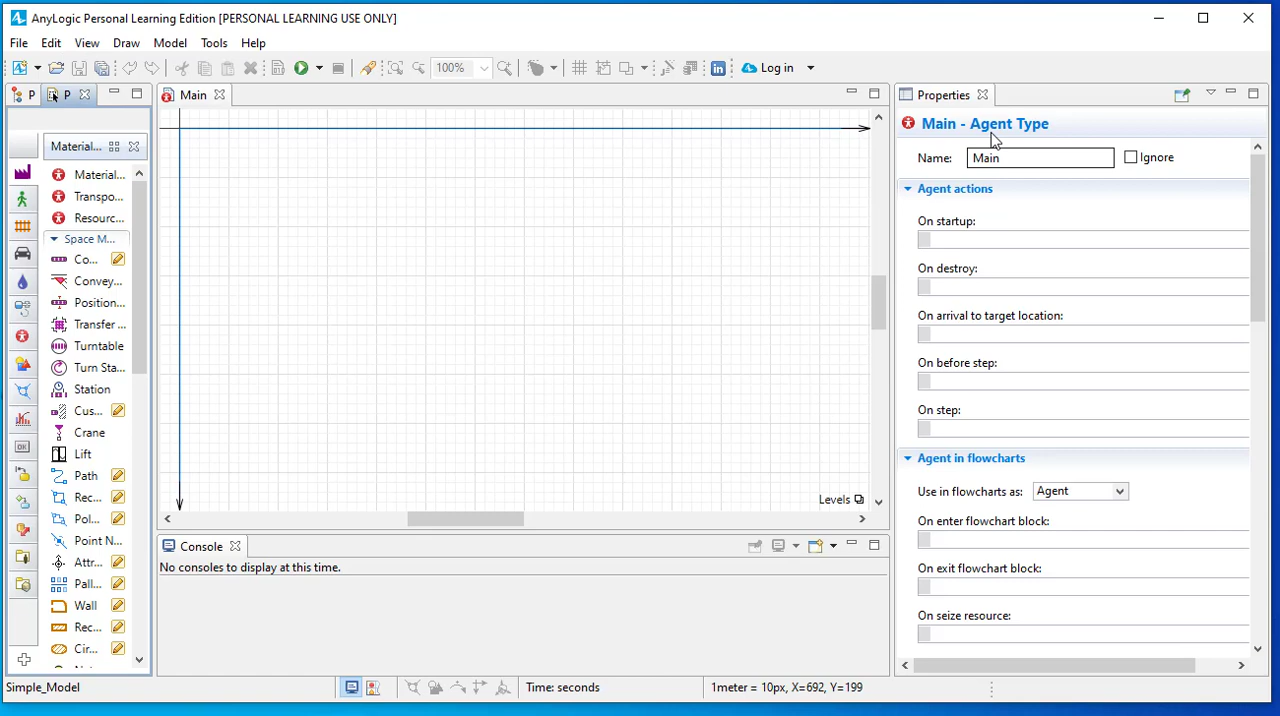 AnyLogic Personal Learning Edition [PERSONAL LEARNING USE ONLY]
File Edit View Draw Model Tools Help
100% Log in
P P
Main
Properties
Material...
Material...
Transpo...
Resourc...
Space M...
Co...
Convey...
Position...
Transfer ...
Turntable
Turn Sta...
Station
Cus...
Crane
Lift
Path
Rec...
Pol...
Point N...
Attr...
Pall...
Wall
Rec...
Cir...
Levels
Console
No consoles to display at this time.
Main - Agent Type
Name: Main Ignore
Agent actions
On startup:
On destroy:
On arrival to target location:
On before step:
On step:
Agent in flowcharts
Use in flowcharts as: Agent
On enter flowchart block:
On exit flowchart block:
On seize resource:
Simple_Model Time: seconds 1meter = 10px, X=692, Y=199